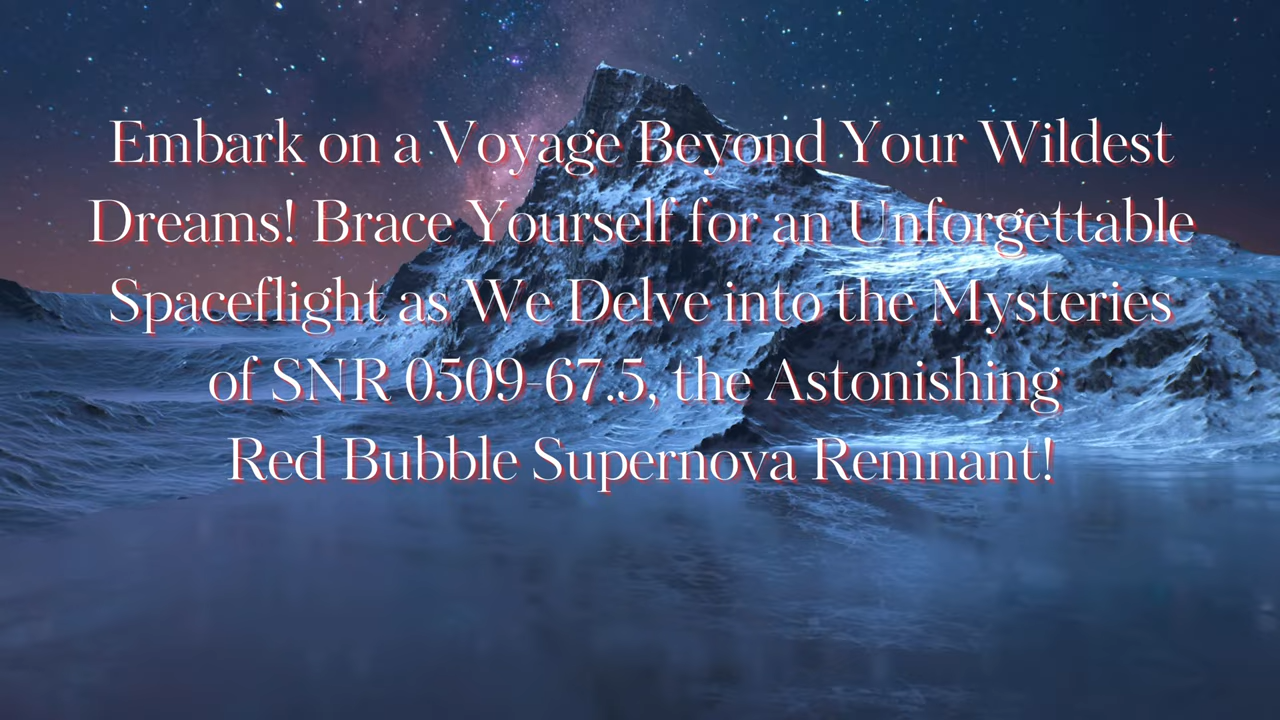 Embark on a Voyage Beyond Your Wildest
Dreams! Brace Yourself for an Unforgettable
Spaceflight as We Delve into the Mysteries
of SNR 0509-67.5, the Astonishing
Red Bubble Supernova Remnant!